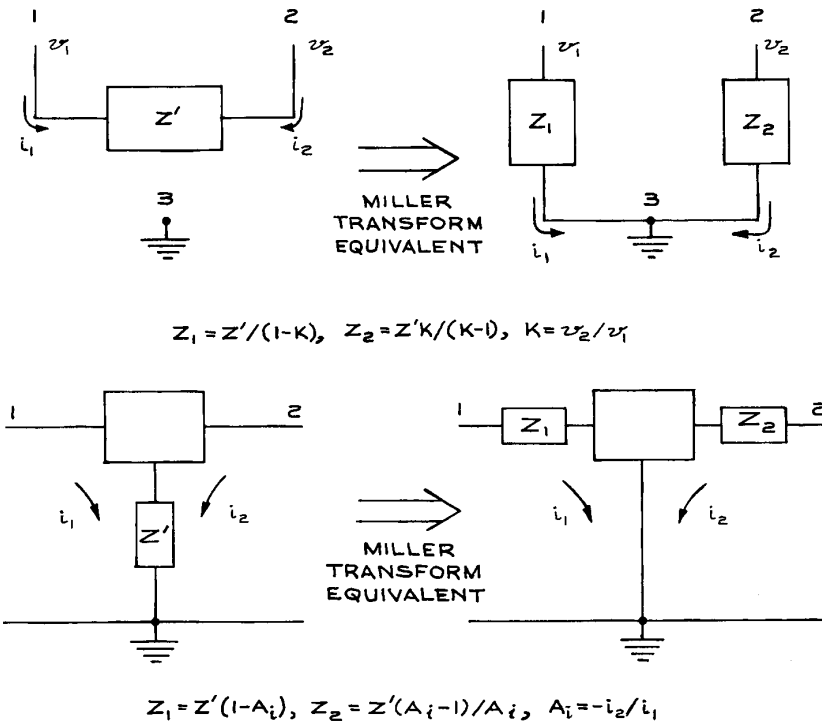 1 2 1 2
v₁ v₂ v₁ v₂
Z' Z₁ Z₂
i₁ i₂
3 3
MILLER
TRANSFORM
EQUIVALENT
i₁ i₂
Z₁ = Z'/(1-K), Z₂ = Z'K/(K-1), K = v₂/v₁
1 2 1 2
Z₁ Z₂
i₁ i₂ i₁ i₂
Z'
MILLER
TRANSFORM
EQUIVALENT
Z₁ = Z'(1-Aᵢ), Z₂ = Z'(Aᵢ-1)/Aᵢ, Aᵢ = -i₂/i₁